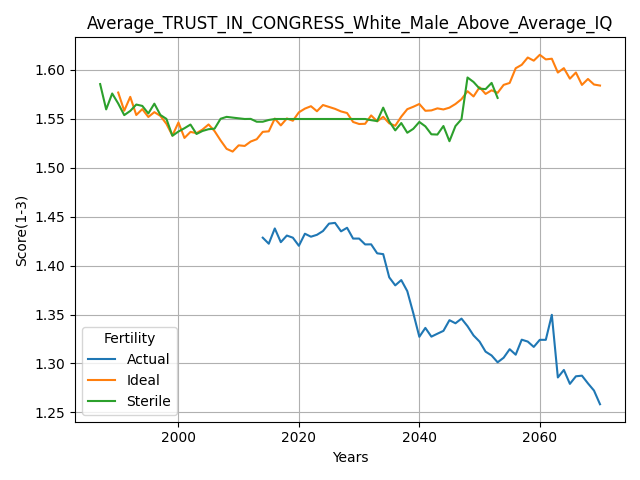 Average_TRUST_IN_CONGRESS_White_Male_Above_Average_IQ
Score(1-3)
1.60
1.55
1.50
1.45
1.40
1.35
1.30
1.25
Fertility
Actual
Ideal
Sterile
2000 2020 2040 2060
Years